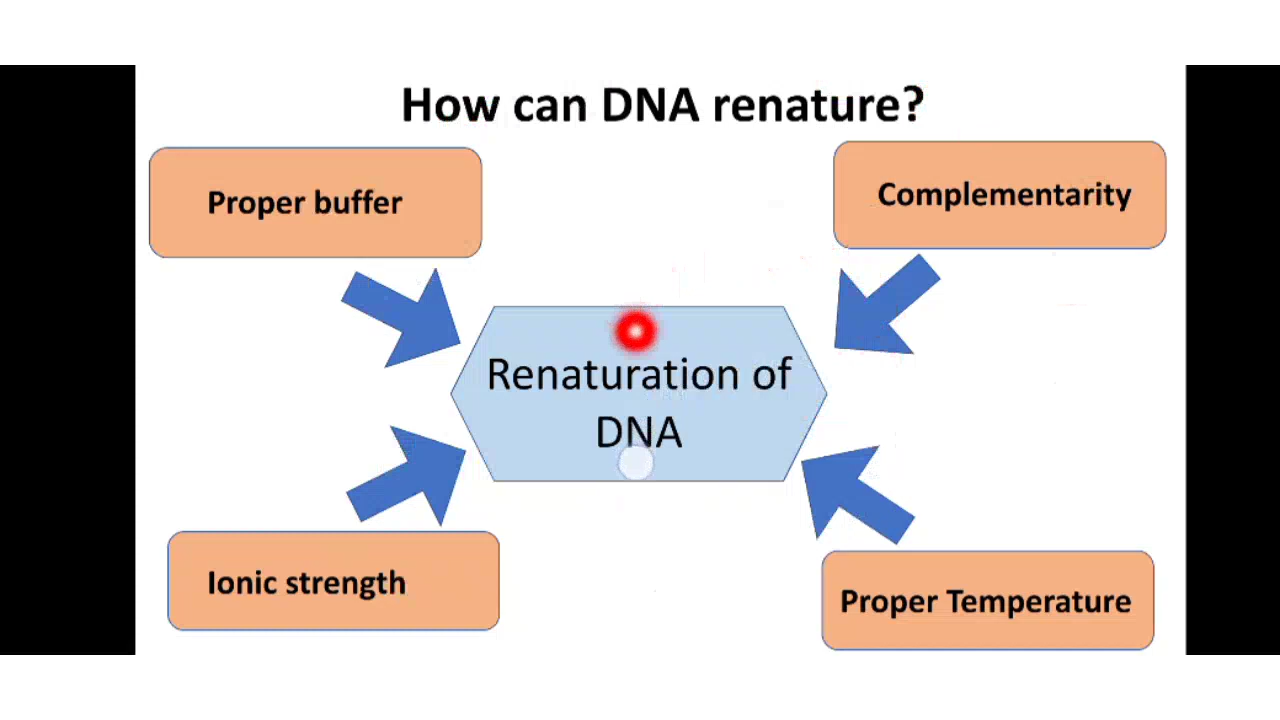 How can DNA renature?
Proper buffer
Complementarity
Renaturation of
DNA
Ionic strength
Proper Temperature